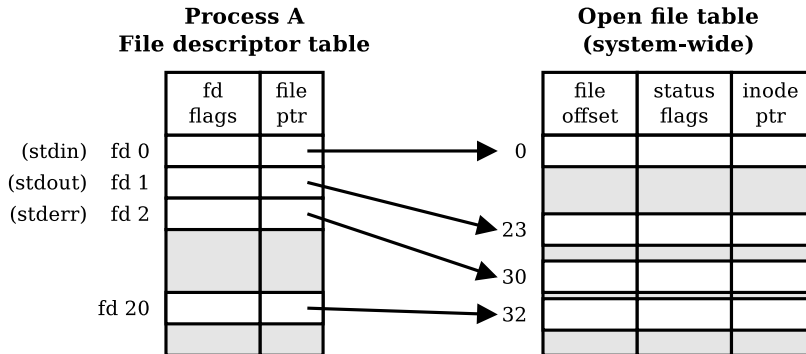 Process A
File descriptor table
Open file table
(system-wide)
fd
flags
file
ptr
file
offset
status
flags
inode
ptr
(stdin) fd 0
0
(stdout) fd 1
(stderr) fd 2
23
30
fd 20
32